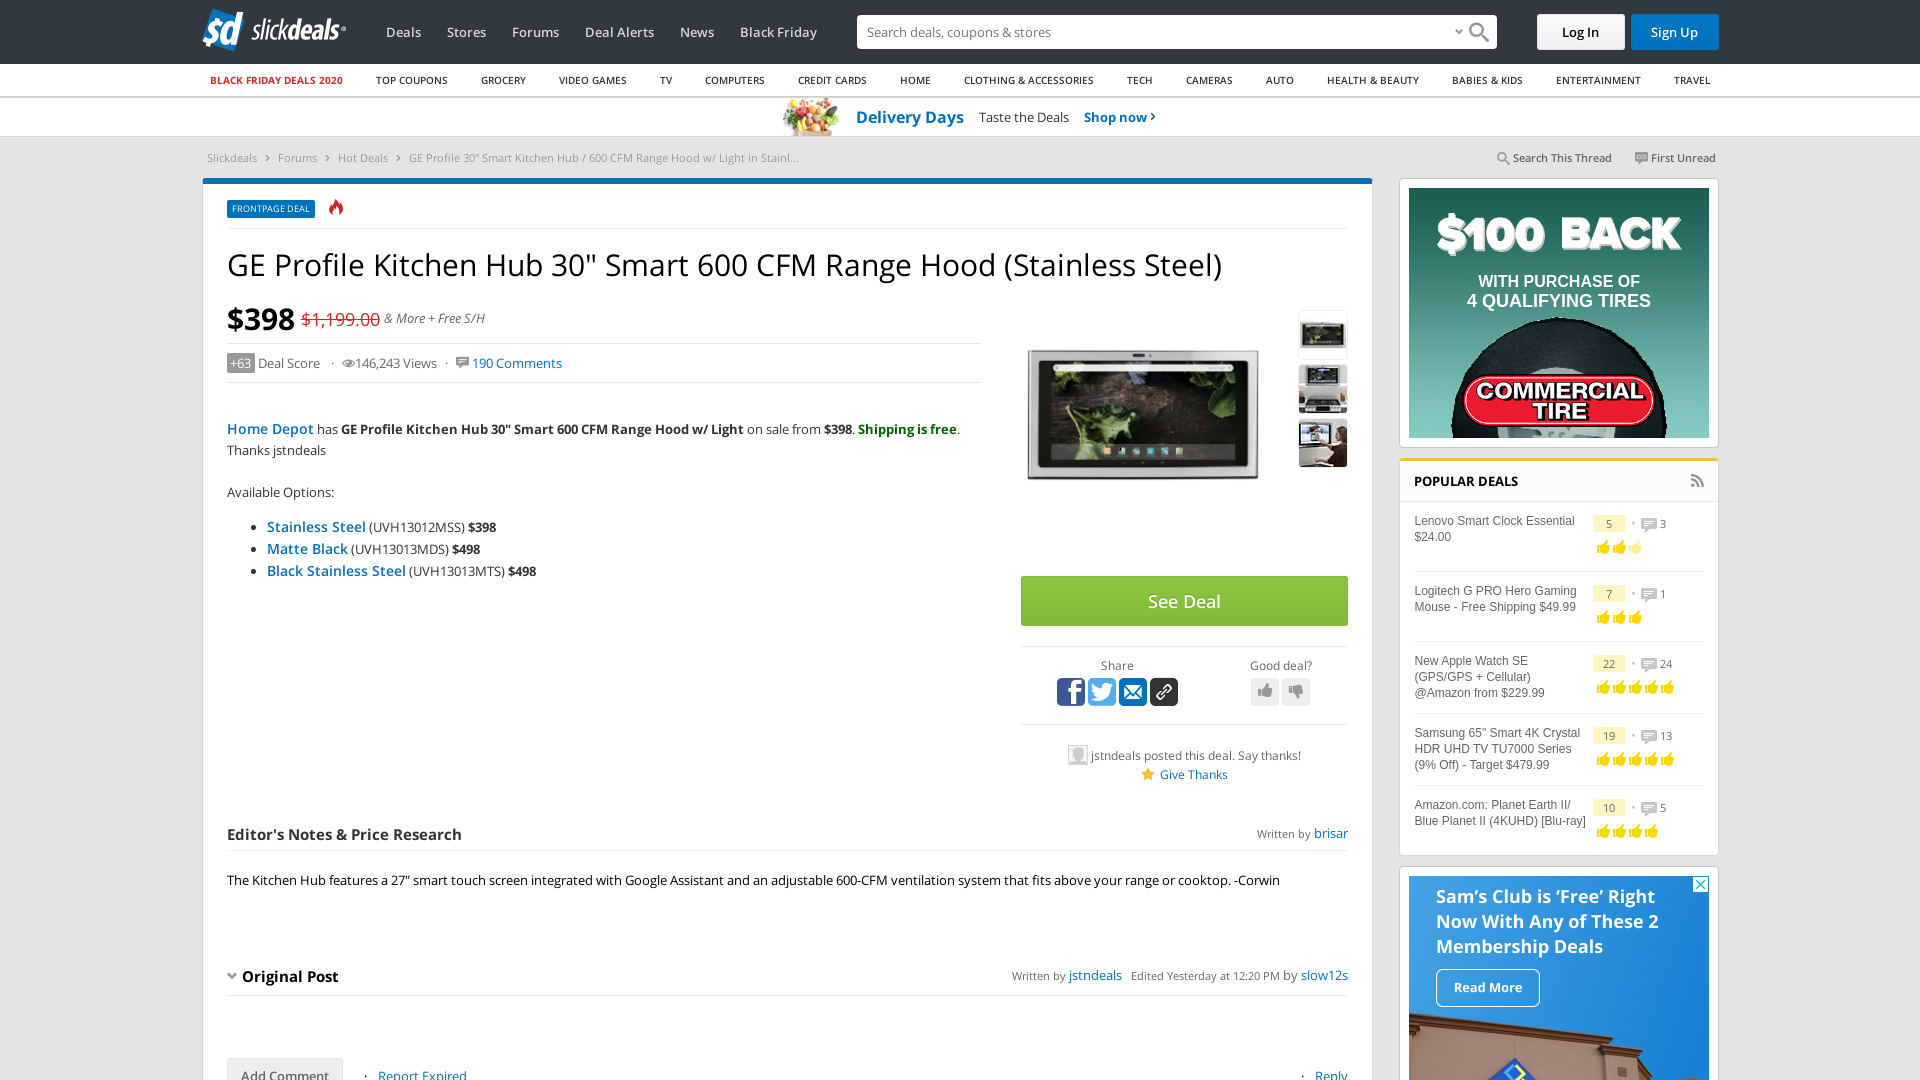 slickdeals
Deals
Stores
Forums
Deal Alerts
News
Black Friday
Search deals, coupons & stores
Log In
Sign Up
BLACK FRIDAY DEALS 2020
TOP COUPONS
GROCERY
VIDEO GAMES
TV
COMPUTERS
CREDIT CARDS
HOME
CLOTHING & ACCESSORIES
TECH
CAMERAS
AUTO
HEALTH & BEAUTY
BABIES & KIDS
ENTERTAINMENT
TRAVEL
Delivery Days Taste the Deals Shop now ›
Slickdeals › Forums › Hot Deals › GE Profile 30" Smart Kitchen Hub / 600 CFM Range Hood w/ Light in Stainl...
Search This Thread
First Unread
FRONTPAGE DEAL
GE Profile Kitchen Hub 30" Smart 600 CFM Range Hood (Stainless Steel)
$398 $1,199.00 & More + Free S/H
+63 Deal Score · 146,243 Views · 190 Comments
Home Depot has GE Profile Kitchen Hub 30" Smart 600 CFM Range Hood w/ Light on sale from $398. Shipping is free.
Thanks jstndeals
Available Options:
• Stainless Steel (UVH13012MSS) $398
• Matte Black (UVH13013MDS) $498
• Black Stainless Steel (UVH13013MTS) $498
See Deal
Share
Good deal?
jstndeals posted this deal. Say thanks!
Give Thanks
Editor's Notes & Price Research
Written by brisar
The Kitchen Hub features a 27" smart touch screen integrated with Google Assistant and an adjustable 600-CFM ventilation system that fits above your range or cooktop. -Corwin
Original Post
Written by jstndeals Edited Yesterday at 12:20 PM by slow12s
Add Comment
· Report Expired
· Reply
$100 BACK
WITH PURCHASE OF
4 QUALIFYING TIRES
COMMERCIAL
TIRE
POPULAR DEALS
Lenovo Smart Clock Essential
$24.00
5 • 3
Logitech G PRO Hero Gaming
Mouse - Free Shipping $49.99
7 • 1
New Apple Watch SE
(GPS/GPS + Cellular)
@Amazon from $229.99
22 • 24
Samsung 65" Smart 4K Crystal
HDR UHD TV TU7000 Series
(9% Off) - Target $479.99
19 • 13
Amazon.com: Planet Earth II/
Blue Planet II (4KUHD) [Blu-ray]
10 • 5
Sam's Club is ‘Free’ Right
Now With Any of These 2
Membership Deals
Read More